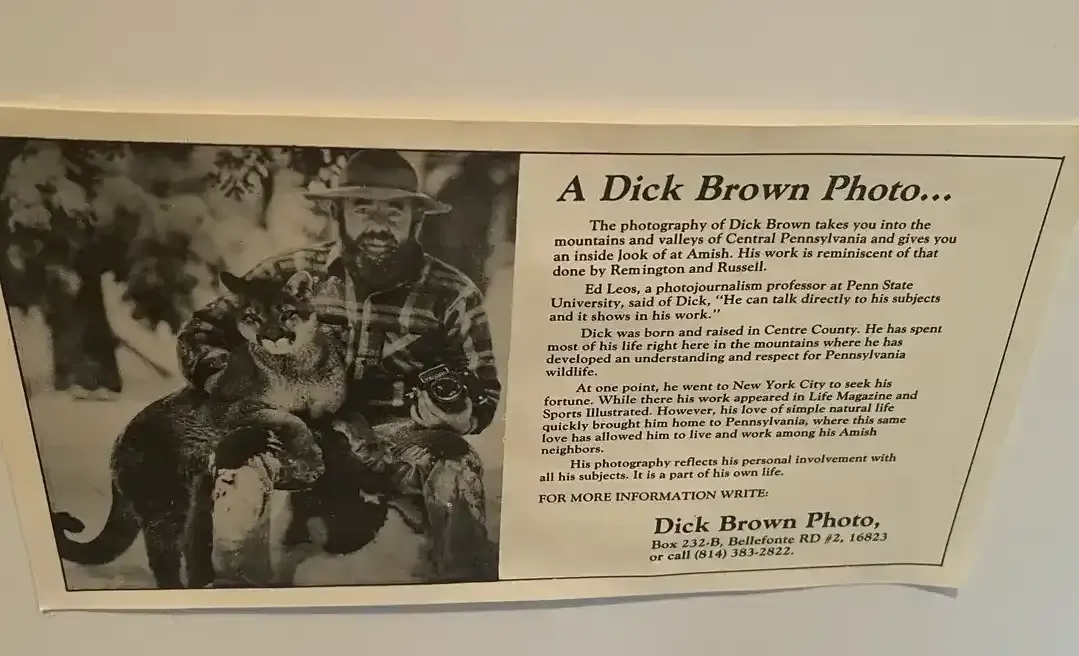 A Dick Brown Photo...
The photography of Dick Brown takes you into the
mountains and valleys of Central Pennsylvania and gives you
an inside look of at Amish. His work is reminiscent of that
done by Remington and Russell.
Ed Leos, a photojournalism professor at Penn State
University, said of Dick, "He can talk directly to his subjects
and it shows in his work."
Dick was born and raised in Centre County. He has spent
most of his life right here in the mountains where he has
developed an understanding and respect for Pennsylvania
wildlife.
At one point, he went to New York City to seek his
fortune. While there his work appeared in Life Magazine and
Sports Illustrated. However, his love of simple natural life
quickly brought him home to Pennsylvania, where this same
love has allowed him to live and work among his Amish
neighbors.
His photography reflects his personal involvement with
all his subjects. It is a part of his own life.
FOR MORE INFORMATION WRITE:
Dick Brown Photo,
Box 232-B, Bellefonte RD #2, 16823
or call (814) 383-2822.